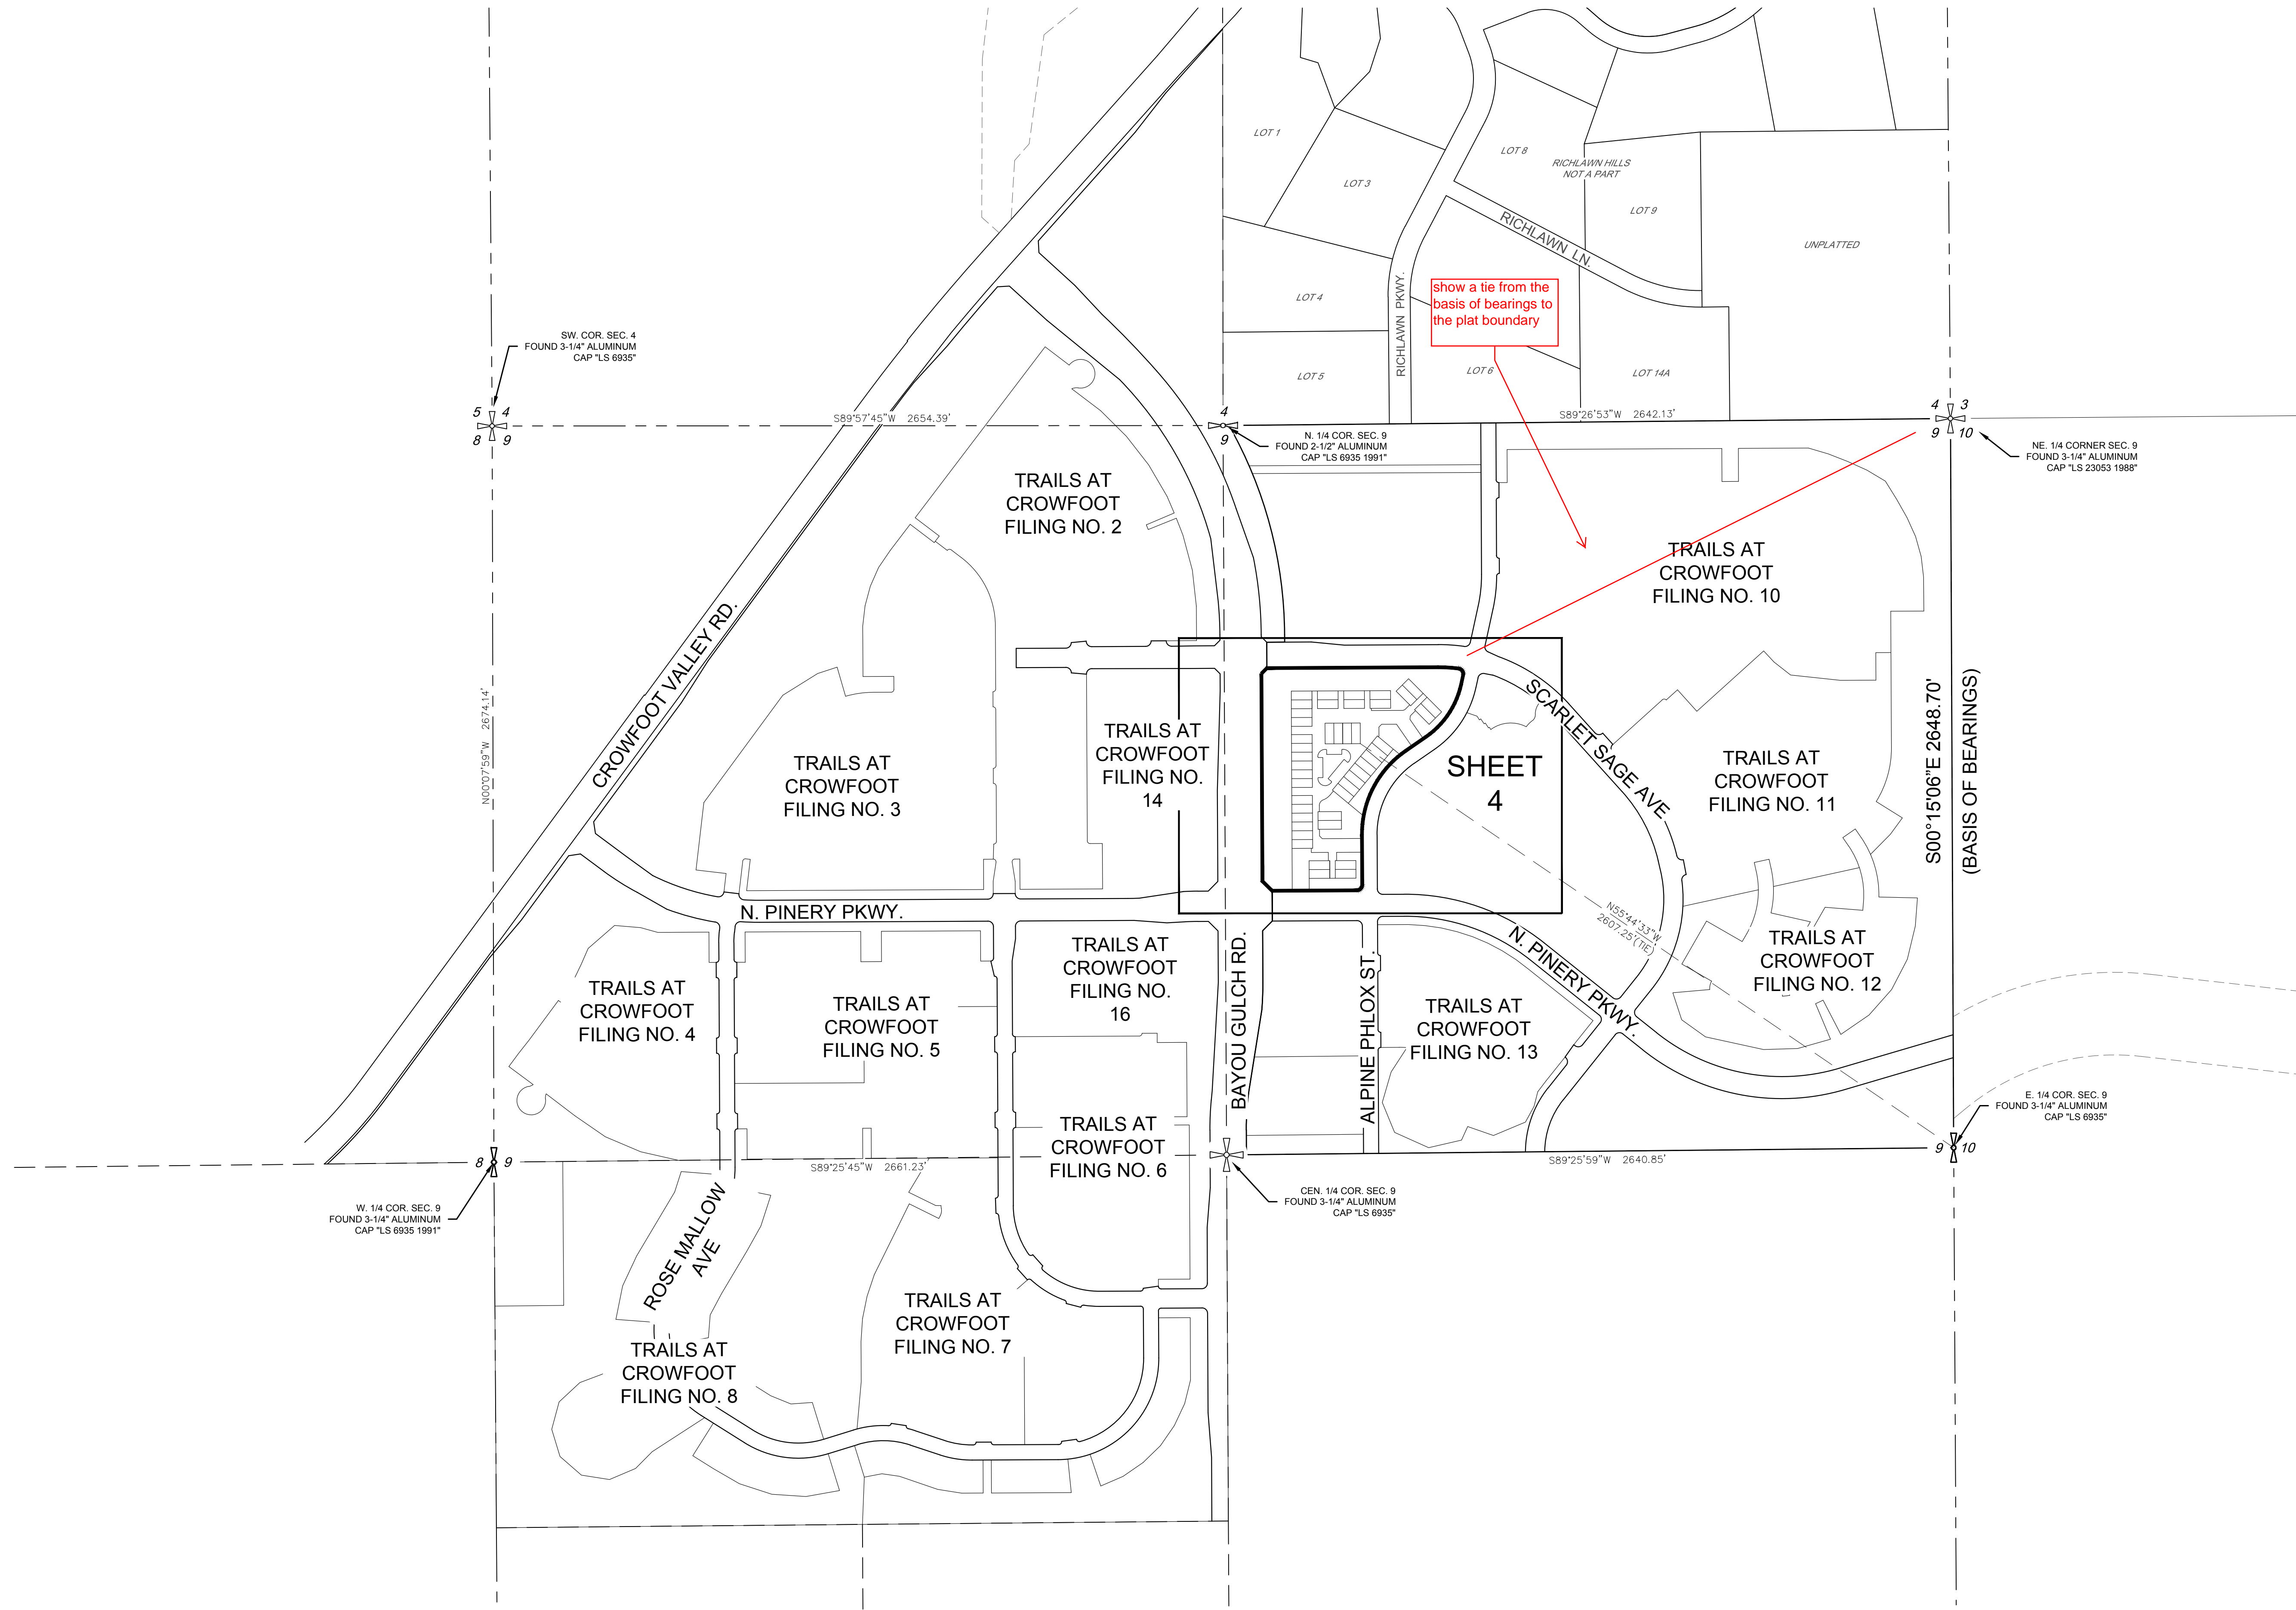 LOT 1
LOT 3
LOT 8
RICHLAWN HILLS
NOT A PART
LOT 9
UNPLATTED
RICHLAWN LN.
RICHLAWN PKWY.
LOT 4
show a tie from the
basis of bearings to
the plat boundary
LOT 5
LOT 6
LOT 14A
SW. COR. SEC. 4
FOUND 3-1/4" ALUMINUM
CAP "LS 6935"
5 4
8 9
S89°57'45"W 2654.39'
4
9
N. 1/4 COR. SEC. 9
FOUND 2-1/2" ALUMINUM
CAP "LS 6935 1991"
S89°26'53"W 2642.13'
4 3
9 10
NE. 1/4 CORNER SEC. 9
FOUND 3-1/4" ALUMINUM
CAP "LS 23053 1988"
TRAILS AT
CROWFOOT
FILING NO. 2
TRAILS AT
CROWFOOT
FILING NO. 10
CROWFOOT VALLEY RD.
N00°07'59"W 2674.14'
TRAILS AT
CROWFOOT
FILING NO. 3
TRAILS AT
CROWFOOT
FILING NO.
14
SHEET
4
SCARLET SAGE AVE
TRAILS AT
CROWFOOT
FILING NO. 11
S00°15'06"E 2648.70'
(BASIS OF BEARINGS)
N. PINERY PKWY.
N55°44'33"W
2607.25'(TIE)
N. PINERY PKWY.
TRAILS AT
CROWFOOT
FILING NO. 12
TRAILS AT
CROWFOOT
FILING NO. 4
TRAILS AT
CROWFOOT
FILING NO. 5
TRAILS AT
CROWFOOT
FILING NO.
16
BAYOU GULCH RD.
ALPINE PHLOX ST.
TRAILS AT
CROWFOOT
FILING NO. 13
TRAILS AT
CROWFOOT
FILING NO. 6
E. 1/4 COR. SEC. 9
FOUND 3-1/4" ALUMINUM
CAP "LS 6935"
9 10
8 9
S89°25'45"W 2661.23'
S89°25'59"W 2640.85'
W. 1/4 COR. SEC. 9
FOUND 3-1/4" ALUMINUM
CAP "LS 6935 1991"
CEN. 1/4 COR. SEC. 9
FOUND 3-1/4" ALUMINUM
CAP "LS 6935"
ROSE MALLOW
AVE
TRAILS AT
CROWFOOT
FILING NO. 7
TRAILS AT
CROWFOOT
FILING NO. 8